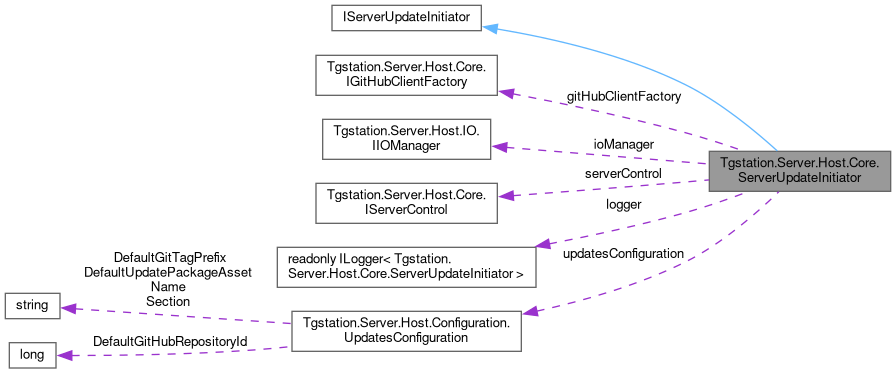 IServerUpdateInitiator
Tgstation.Server.Host.Core.
IGitHubClientFactory
gitHubClientFactory
Tgstation.Server.Host.IO.
IIOManager
ioManager
Tgstation.Server.Host.Core.
ServerUpdateInitiator
serverControl
Tgstation.Server.Host.Core.
IServerControl
logger
readonly ILogger< Tgstation.
Server.Host.Core.ServerUpdateInitiator >
updatesConfiguration
DefaultGitTagPrefix
DefaultUpdatePackageAsset
Name
Section
string
Tgstation.Server.Host.Configuration.
UpdatesConfiguration
DefaultGitHubRepositoryId
long